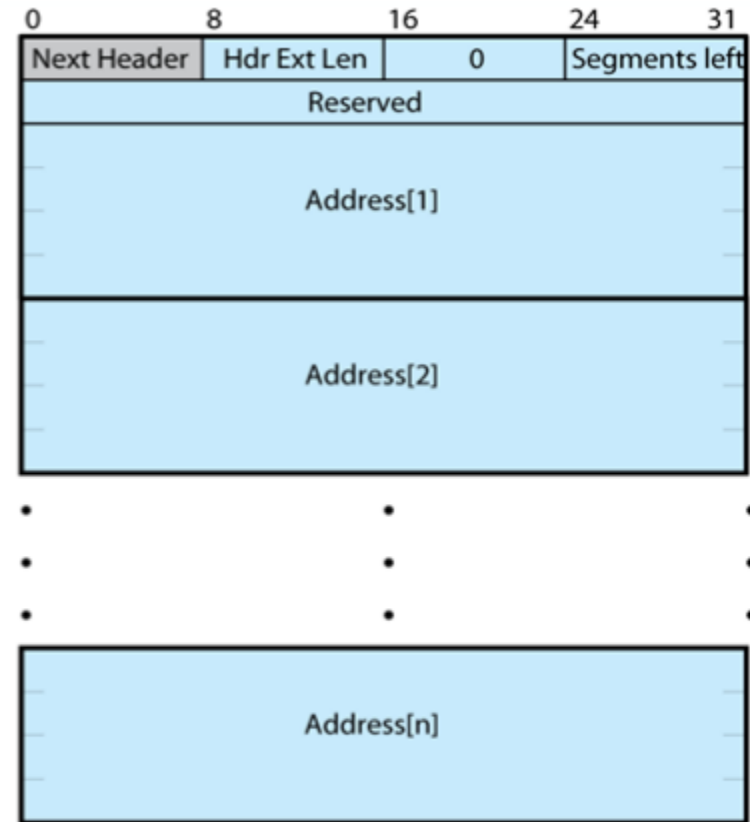 0 8 16 24 31
Next Header Hdr Ext Len 0 Segments left
Reserved
Address[1]
Address[2]
Address[n]